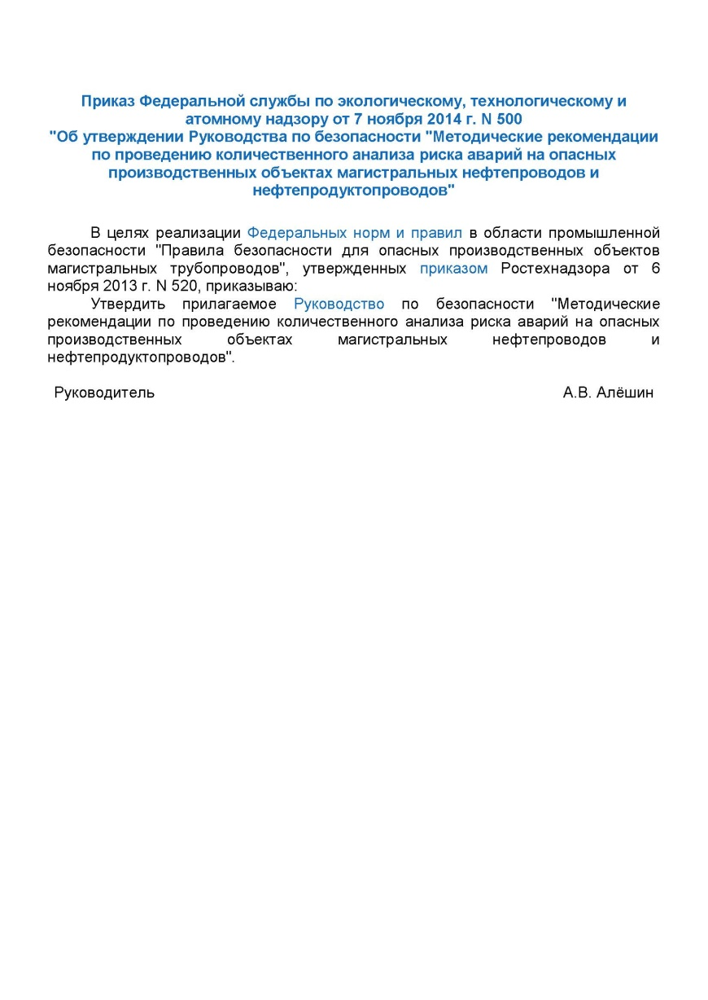 Приказ Федеральной службы по экологическому, технологическому и
атомному надзору от 7 ноября 2014 г. N 500
"Об утверждении Руководства по безопасности "Методические рекомендации
по проведению количественного анализа риска аварий на опасных
производственных объектах магистральных нефтепроводов и
нефтепродуктопроводов"
В целях реализации Федеральных норм и правил в области промышленной
безопасности "Правила безопасности для опасных производственных объектов
магистральных трубопроводов", утвержденных приказом Ростехнадзора от 6
ноября 2013 г. N 520, приказываю:
Утвердить прилагаемое Руководство по безопасности "Методические
рекомендации по проведению количественного анализа риска аварий на опасных
производственных объектах магистральных нефтепроводов и
нефтепродуктопроводов".
Руководитель А.В. Алёшин